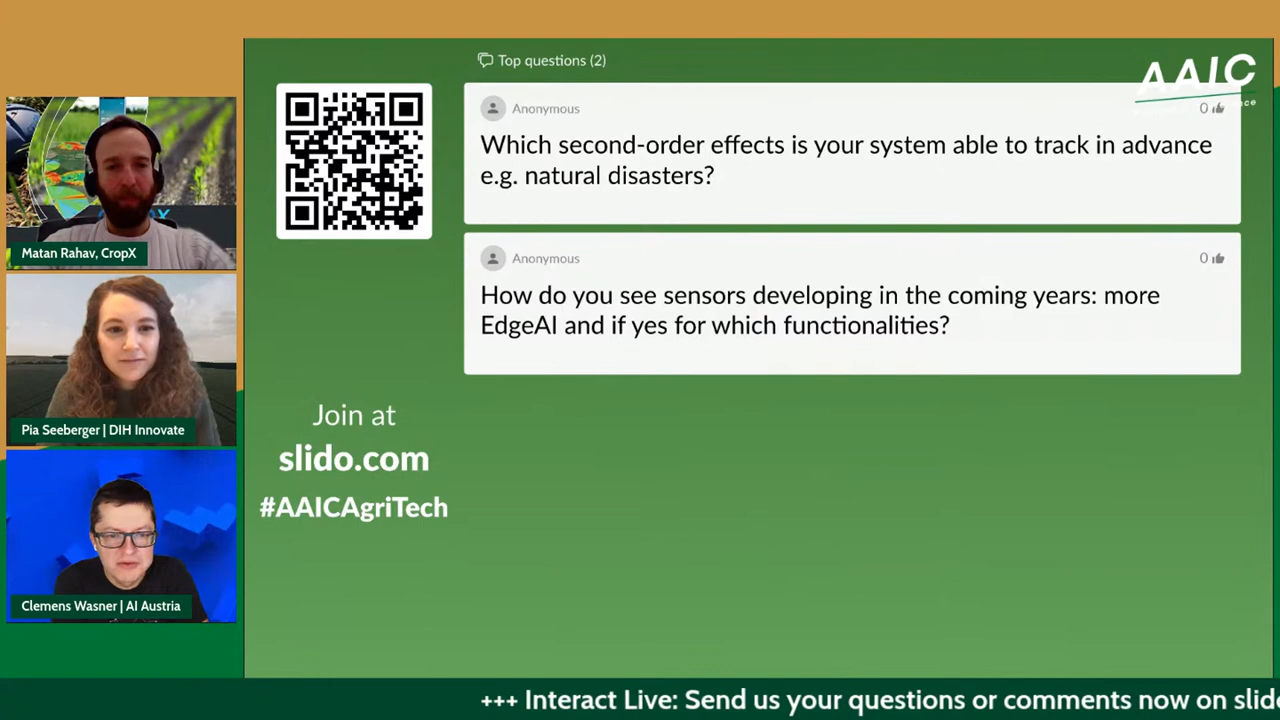 Top questions (2)
AAIC
Anonymous
0
Which second-order effects is your system able to track in advance
e.g. natural disasters?
Anonymous
0
How do you see sensors developing in the coming years: more
EdgeAI and if yes for which functionalities?
Matan Rahav, CropX
Pia Seeberger | DIH Innovate
Clemens Wasner | AI Austria
Join at
slido.com
#AAICAgriTech
+++ Interact Live: Send us your questions or comments now on slid